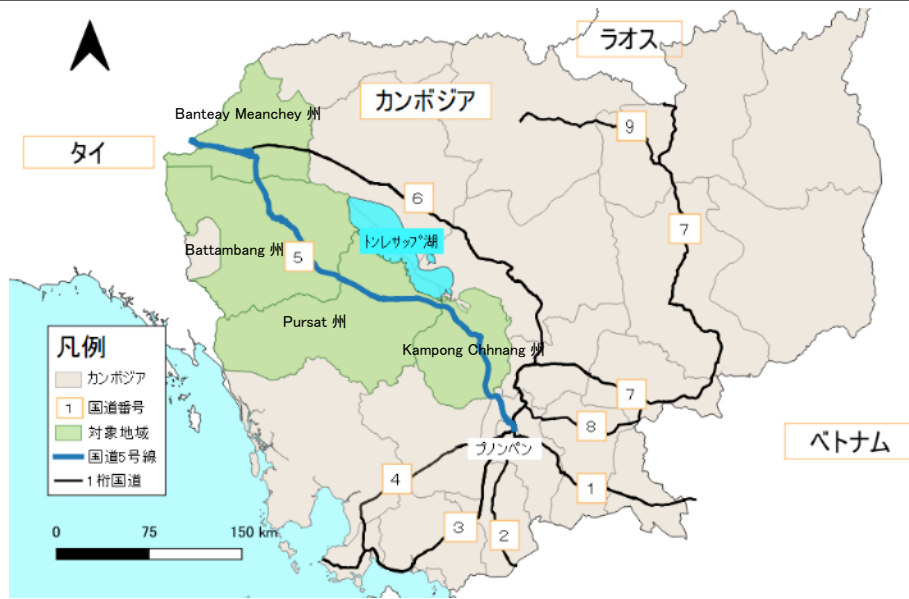 ラオス
カンボジア
Banteay Meanchey 州
9
タイ
6
7
トンレサップ湖
Battambang 州
5
Pursat 州
Kampong Chhnang 州
凡例
カンボジア
1 国道番号
対象地域
国道5号線
1桁国道
7
8
プノンペン
ベトナム
4
1
3
2
0 75 150 km